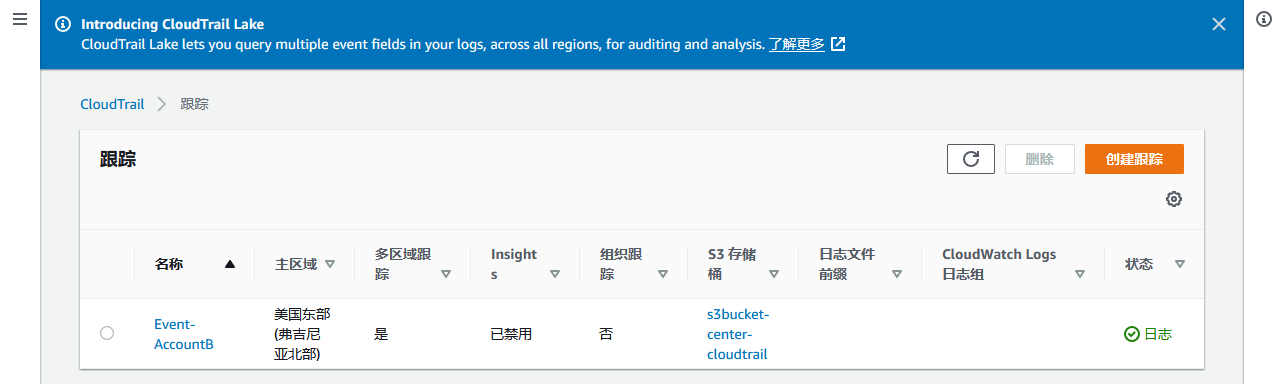 Introducing CloudTrail Lake
CloudTrail Lake lets you query multiple event fields in your logs, across all regions, for auditing and analysis. 了解更多
CloudTrail 跟踪
跟踪
删除
创建跟踪
名称
主区域
多区域跟
踪
Insight
s
组织跟
踪
S3 存储
桶
日志文件
前缀
CloudWatch Logs
日志组
状态
Event-
AccountB
美国东部
(弗吉尼
亚北部)
是
已禁用
否
s3bucket-
center-
cloudtrail
日志